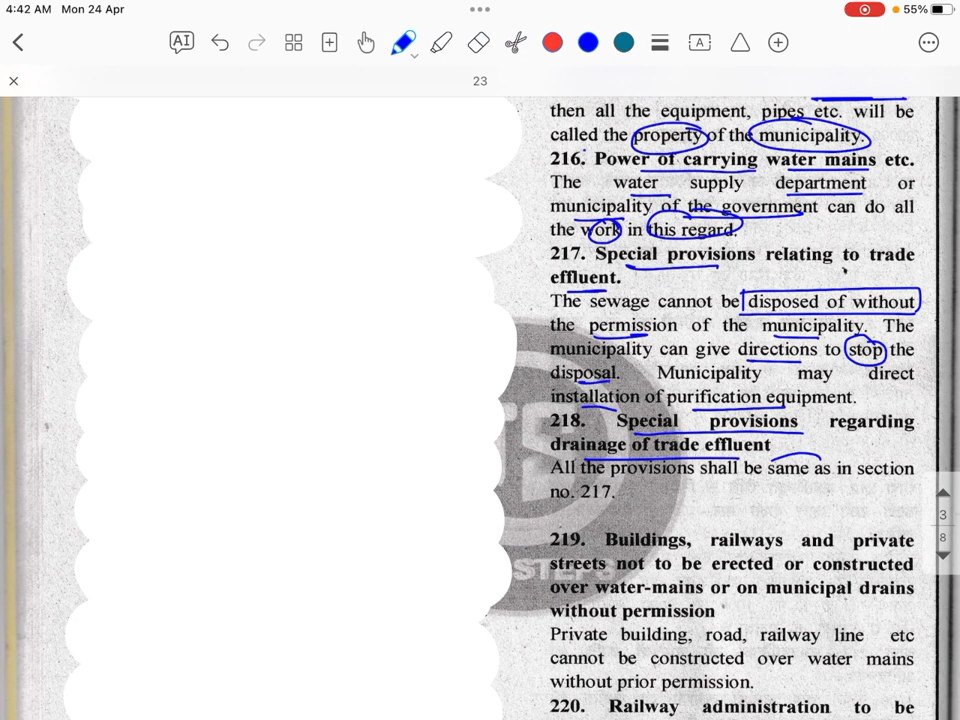 4:42 AM Mon 24 Apr
55%
AI
A
23
then all the equipment, pipes etc. will be
called the property of the municipality.
216. Power of carrying water mains etc.
The water supply department or
municipality of the government can do all
the work in this regard.
217. Special provisions relating to trade
effluent.
The sewage cannot be disposed of without
the permission of the municipality. The
municipality can give directions to stop the
disposal. Municipality may direct
installation of purification equipment.
218. Special provisions regarding
drainage of trade effluent
All the provisions shall be same as in section
no. 217.
219. Buildings, railways and private
streets not to be erected or constructed
over water-mains or on municipal drains
without permission
Private building, road, railway line etc
cannot be constructed over water mains
without prior permission.
220. Railway administration to be
3
8